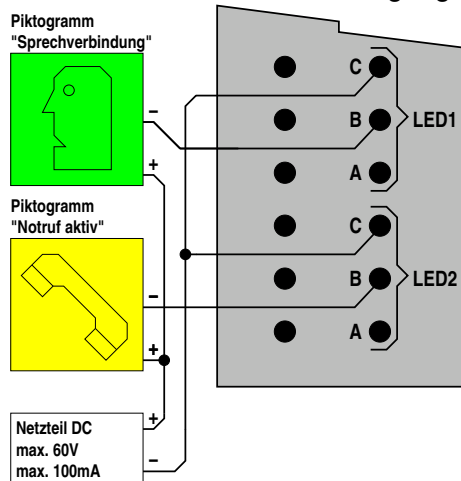 Piktogramm
"Sprechverbindung"
–
+
Piktogramm
"Notruf aktiv"
–
+
Netzteil DC
max. 60V
max. 100mA
+
–
C
B
A
LED1
C
B
A
LED2